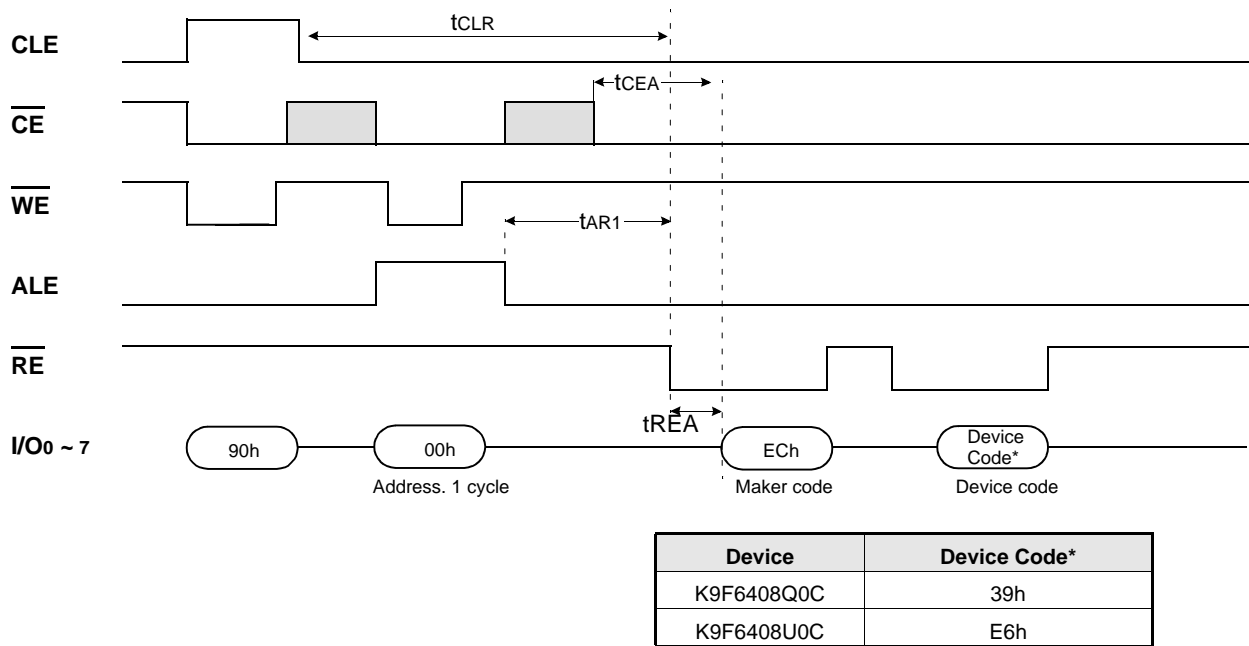 tCLR
CLE
tCEA
CE
WE
tAR1
ALE
RE
tREA
I/O0 ~ 7
90h
00h
ECh
Device
Code*
Address. 1 cycle
Maker code
Device code
Device Device Code*
K9F6408Q0C 39h
K9F6408U0C E6h